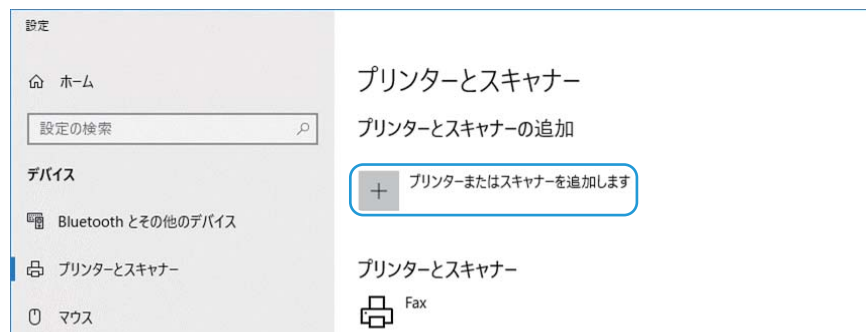 設定
ホーム
設定の検索
デバイス
Bluetooth とその他のデバイス
プリンターとスキャナー
マウス
プリンターとスキャナー
プリンターとスキャナーの追加
プリンターまたはスキャナーを追加します
プリンターとスキャナー
Fax